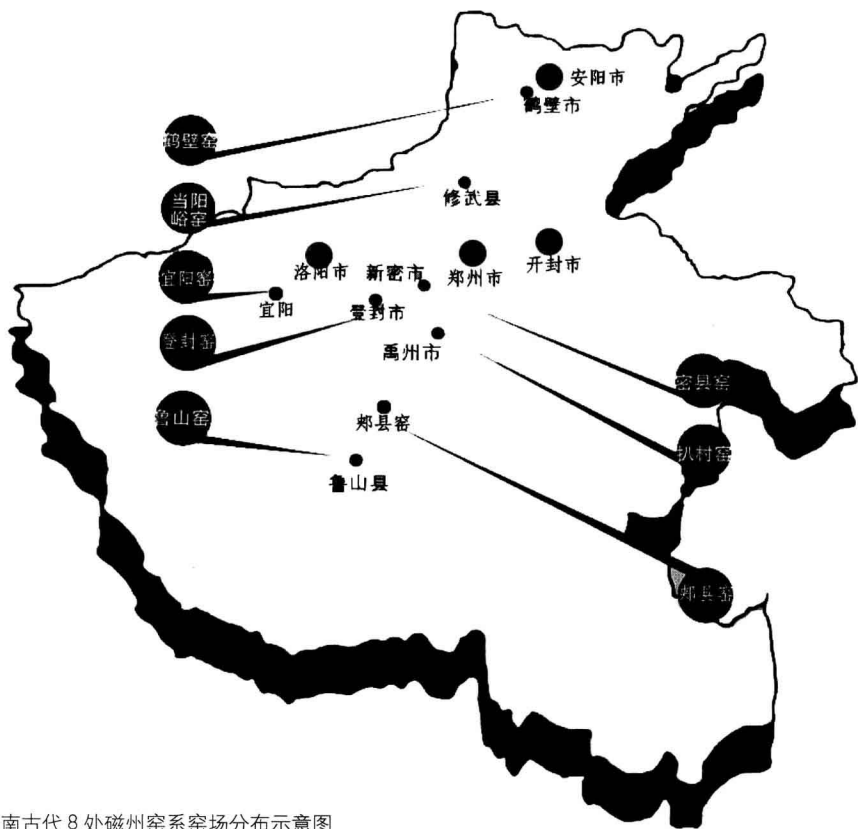 安阳市
鹤壁市
鹤壁窑
当阳
峪窑
修武县
宜阳窑
洛阳市
新密市
郑州市
开封市
宜阳
登封市
登封窑
禹州市
密县窑
鲁山窑
郏县窑
扒村窑
鲁山县
郏县窑
南古代 8 处磁州窑系窑场分布示意图